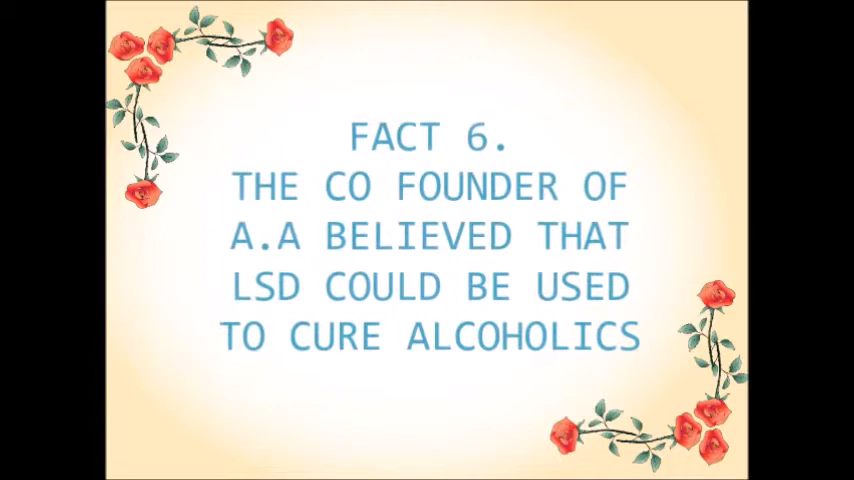 FACT 6.
THE CO FOUNDER OF
A.A BELIEVED THAT
LSD COULD BE USED
TO CURE ALCOHOLICS